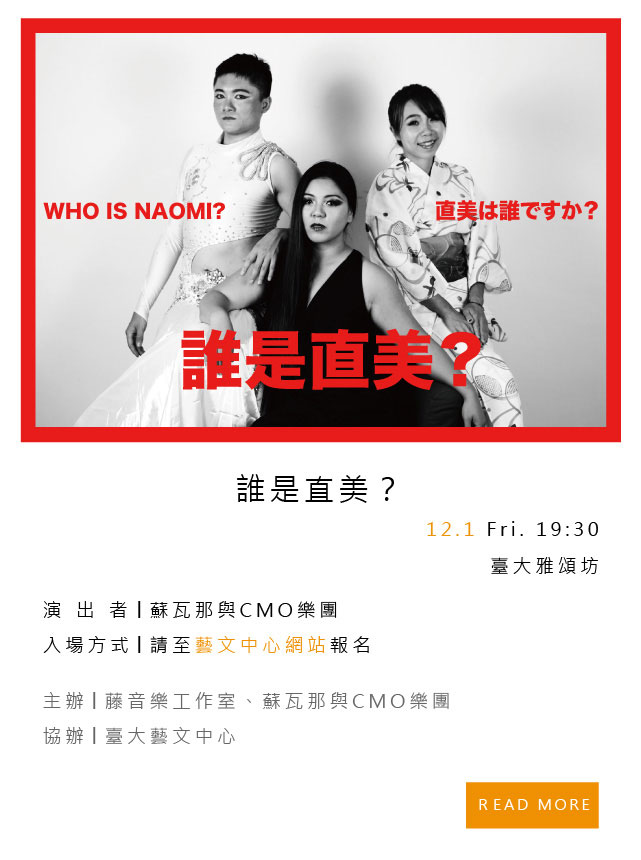 WHO IS NAOMI?
直美は誰ですか?
誰是直美?
誰是直美？
12.1 Fri. 19:30
臺大雅頌坊
演出者 | 蘇瓦那與CMO樂團
入場方式 | 請至藝文中心網站報名
主辦 | 藤音樂工作室、蘇瓦那與CMO樂團
協辦 | 臺大藝文中心
READ MORE